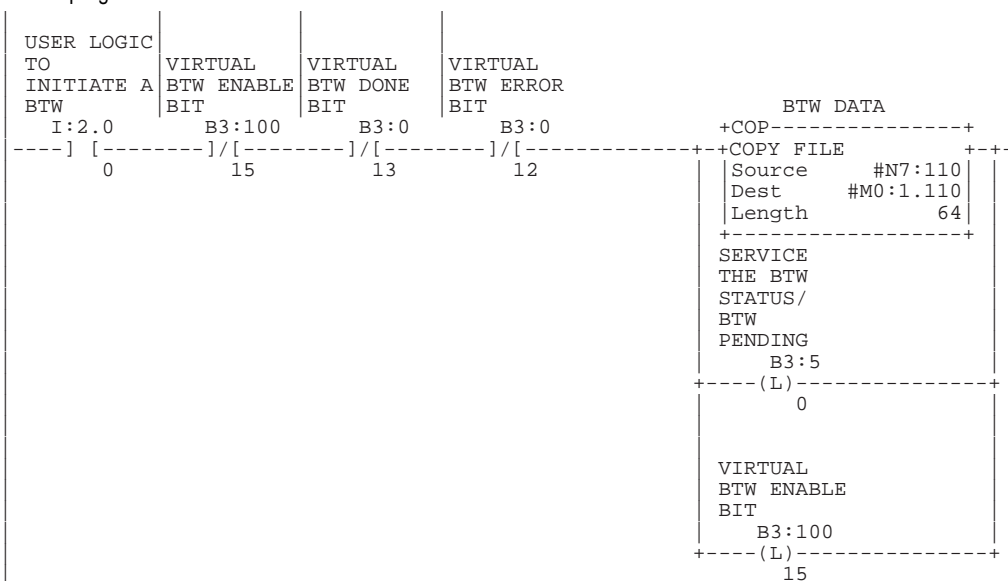 USER LOGIC
TO VIRTUAL VIRTUAL VIRTUAL
INITIATE A BTW ENABLE BTW DONE BTW ERROR
BTW BIT BIT BIT BTW DATA
I:2.0 B3:100 B3:0 B3:0 +COP---------------+
----] [--------]/[--------]/[--------]/[-------------+-+COPY FILE +-+-
0 15 13 12 Source #N7:110
Dest #M0:1.110
Length 64
+------------------+
SERVICE
THE BTW
STATUS/
BTW
PENDING
B3:5
+----(L)----------------+
0
VIRTUAL
BTW ENABLE
BIT
B3:100
+----(L)----------------+
15